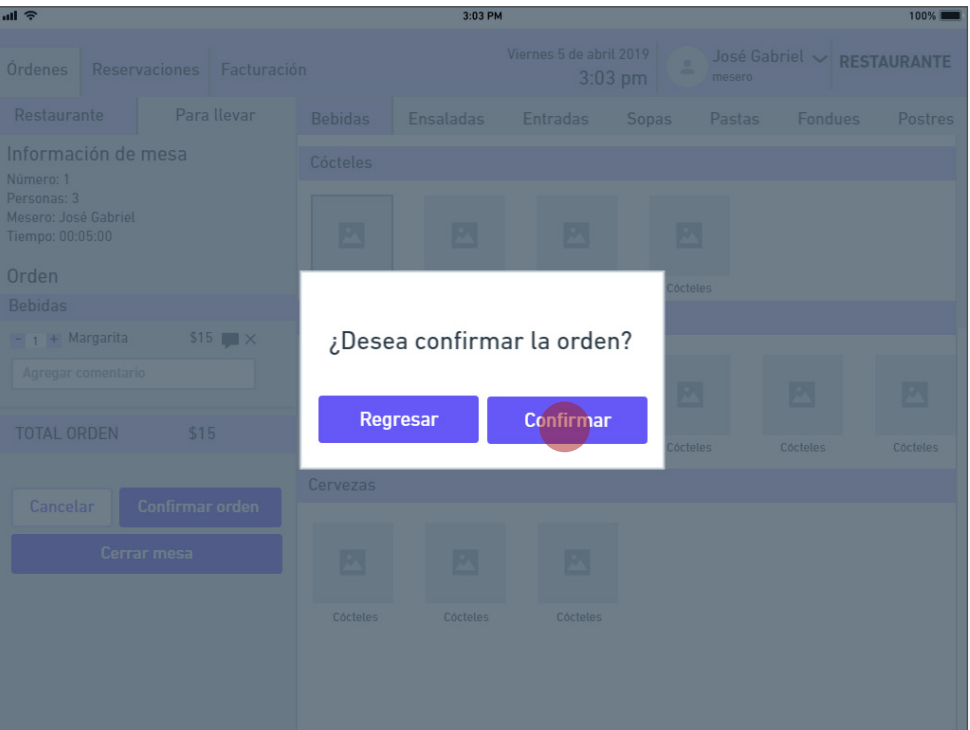 3:03 PM
100%
Órdenes Reservaciones Facturación
Viernes 5 de abril 2019
3:03 pm
José Gabriel
mesero
RESTAURANTE
Restaurante Para llevar
Bebidas Ensaladas Entradas Sopas Pastas Fondues Postres
Información de mesa
Número: 1
Personas: 3
Mesero: José Gabriel
Tiempo: 00:05:00
Orden
Bebidas
- 1 + Margarita $15 ×
Agregar comentario
TOTAL ORDEN $15
Cancelar Confirmar orden
Cerrar mesa
Cócteles
Cócteles
¿Desea confirmar la orden?
Regresar Confirmar
Cócteles Cócteles Cócteles
Cervezas
Cócteles Cócteles Cócteles